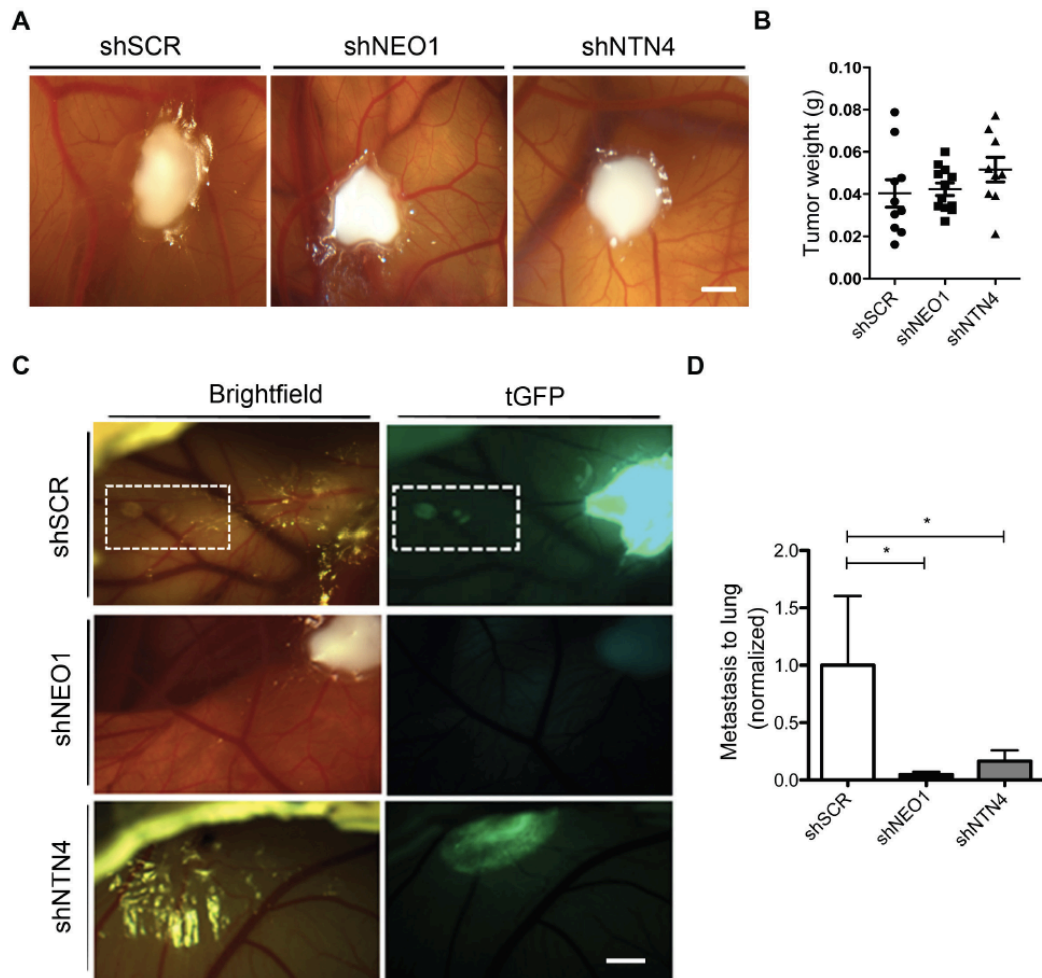 A
shSCR
shNEO1
shNTN4
B
Tumor weight (g)
0.10
0.08
0.06
0.04
0.02
0.00
shSCR
shNEO1
shNTN4
C
Brightfield
tGFP
shSCR
shNEO1
shNTN4
D
Metastasis to lung
(normalized)
2.0
1.5
1.0
0.5
0.0
*
*
shSCR
shNEO1
shNTN4